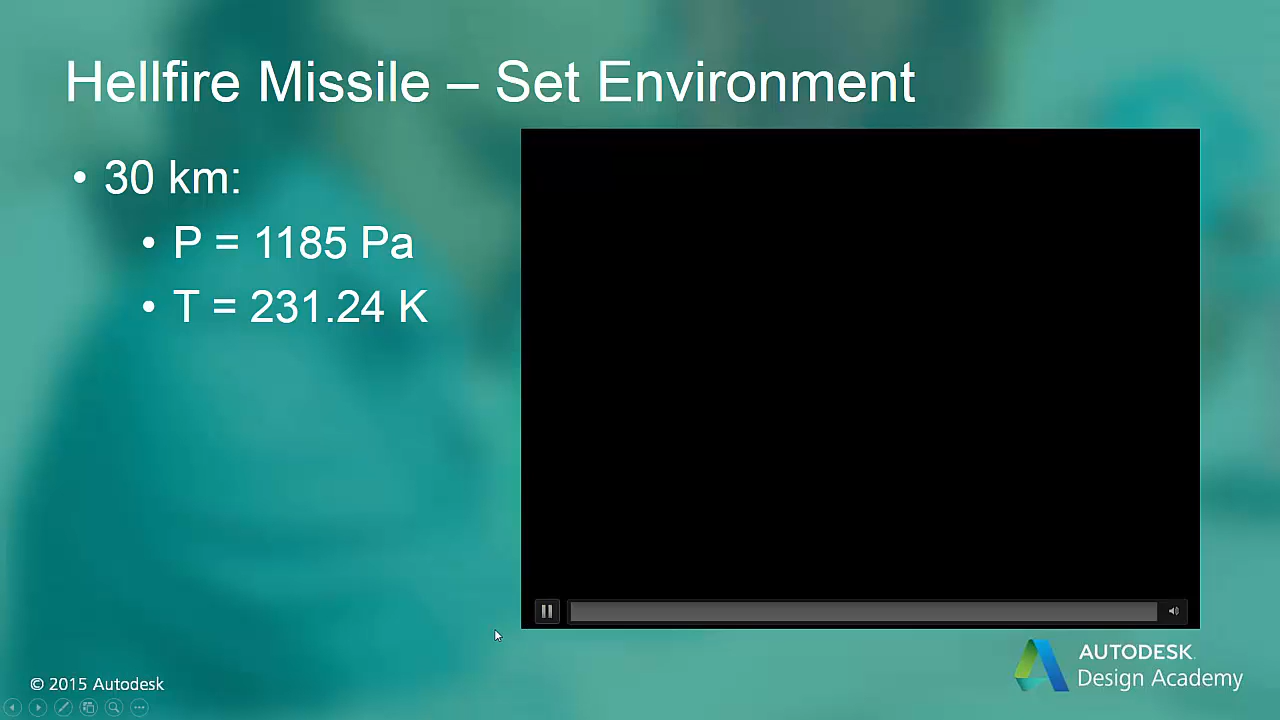 Hellfire Missile – Set Environment
• 30 km:
• P = 1185 Pa
• T = 231.24 K
© 2015 Autodesk
AUTODESK.
Design Academy